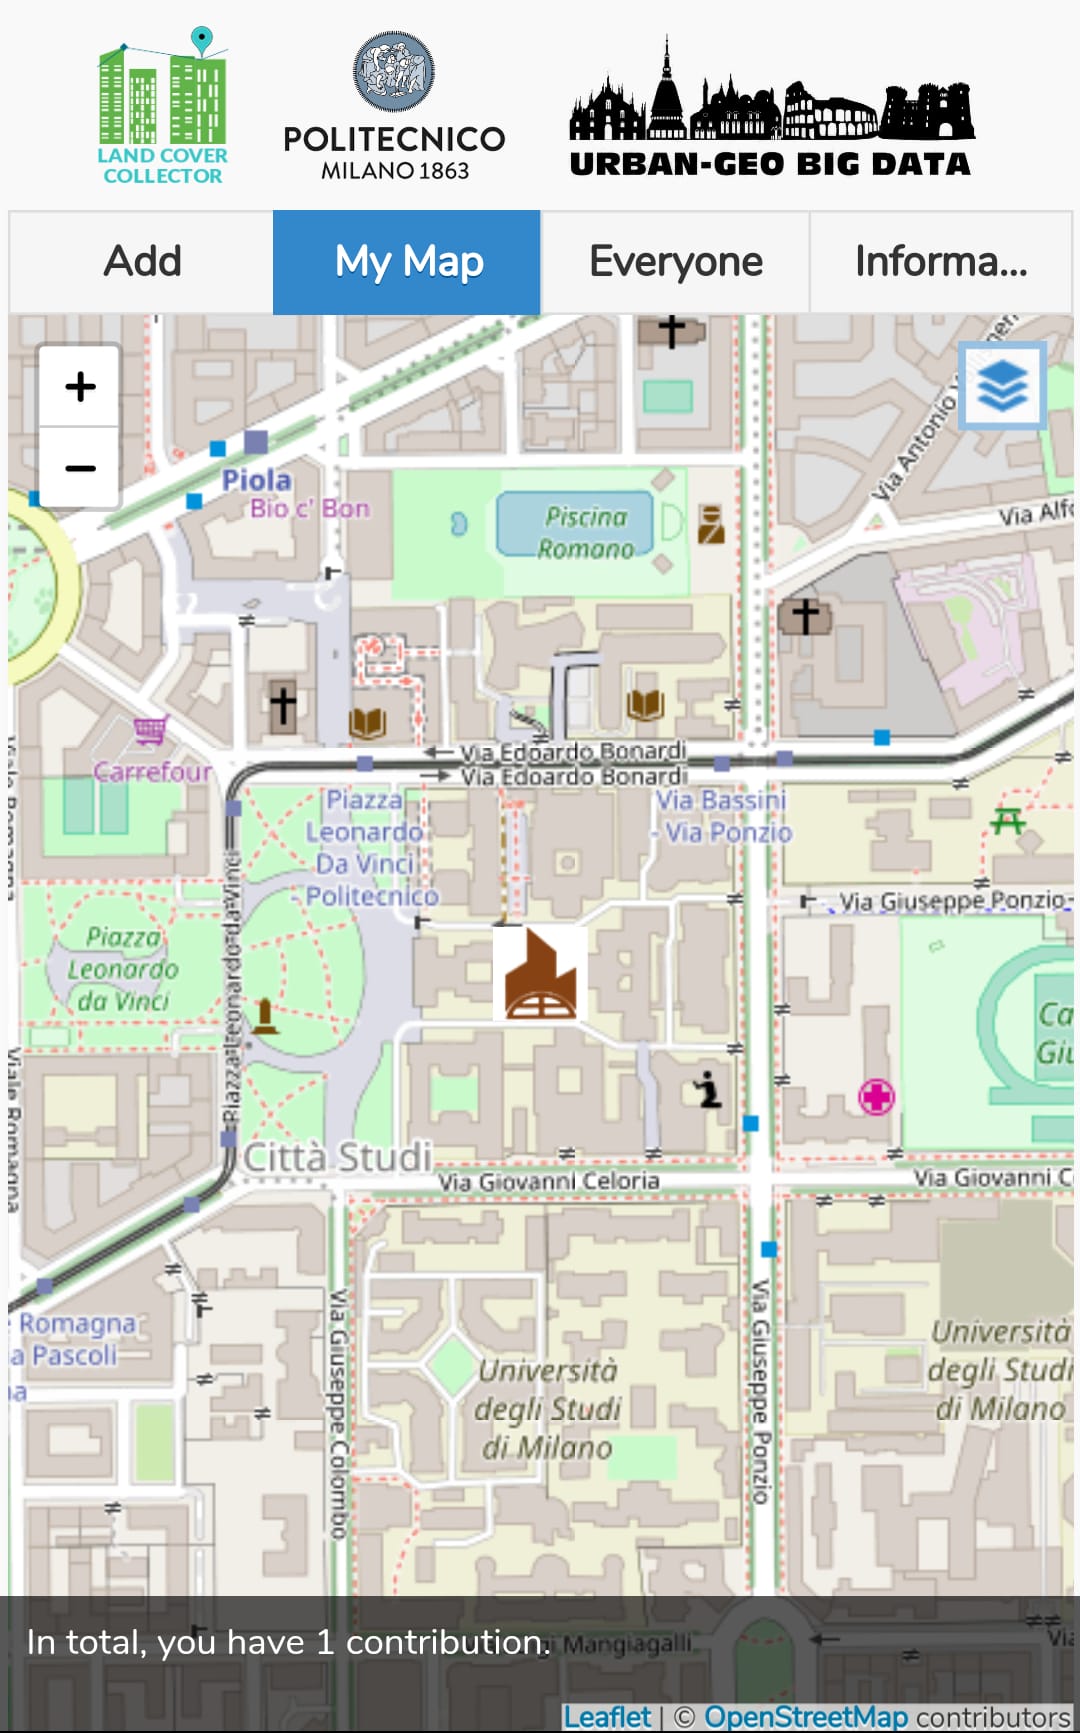 LAND COVER
COLLECTOR
POLITECNICO
MILANO 1863
URBAN-GEO BIG DATA
Add
My Map
Everyone
Informa...
+
−
Piola
Bio c' Bon
Piscina
Romano
Via Antonio
Via Alfo
Carrefour
Via Edoardo Bonardi
Via Edoardo Bonardi
Piazza
Leonardo
Da Vinci
- Politecnico
Via Bassini
- Via Ponzio
Via Giuseppe Ponzio
Piazza
Leonardo
da Vinci
Piazza Leonardo da Vinci
Viale Romagna
Viale Romagna
Ca
Giu
Città Studi
Via Giovanni Celoria
Via Giovanni C
Romagna
a Pascoli
na
Via Giuseppe Colombo
Università
degli Studi
di Milano
Via Giuseppe Ponzio
Università
degli Studi
di Milano
In total, you have 1 contribution.
gi Mangiagalli
Via
Leaflet | © OpenStreetMap contributors